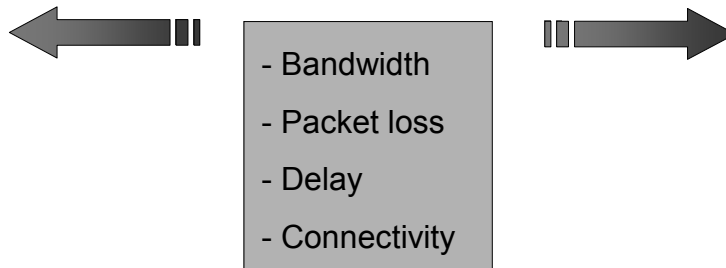 - Bandwidth
- Packet loss
- Delay
- Connectivity